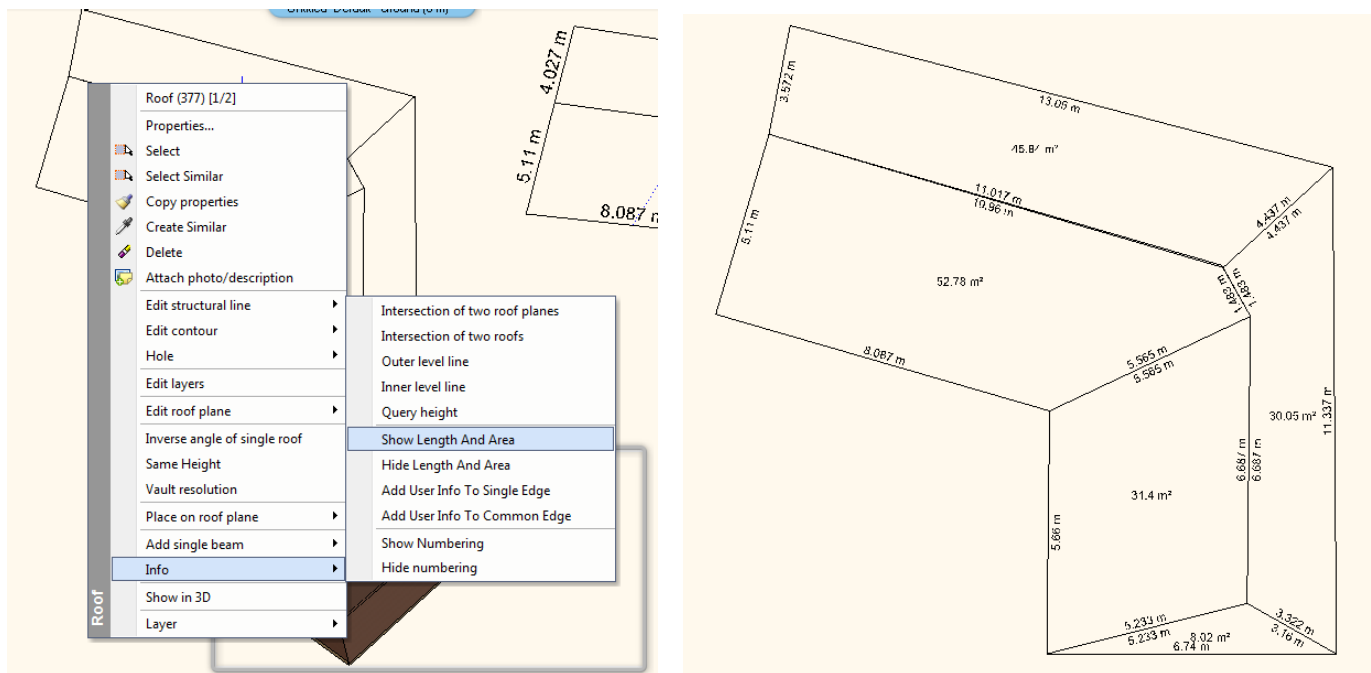 Roof (377) [1/2]
Properties...
Select
Select Similar
Copy properties
Create Similar
Delete
Attach photo/description
Edit structural line
Edit contour
Hole
Edit layers
Edit roof plane
Inverse angle of single roof
Same Height
Vault resolution
Place on roof plane
Add single beam
Info
Show in 3D
Layer
Roof
Intersection of two roof planes
Intersection of two roofs
Outer level line
Inner level line
Query height
Show Length And Area
Hide Length And Area
Add User Info To Single Edge
Add User Info To Common Edge
Show Numbering
Hide numbering
4.027 m
5.11 m
8.087
3.572 m
13.06 m
45.87 m²
11.017 m
10.96 m
4.437 m
4.437 m
5.11 m
52.78 m²
1.483 m
1.483 m
8.087 m
5.565 m
5.565 m
30.05 m²
11.337 m
6.687 m
6.687 m
31.4 m²
5.66 m
5.233 m
5.233 m
8.02 m²
6.74 m
3.322 m
3.16 m